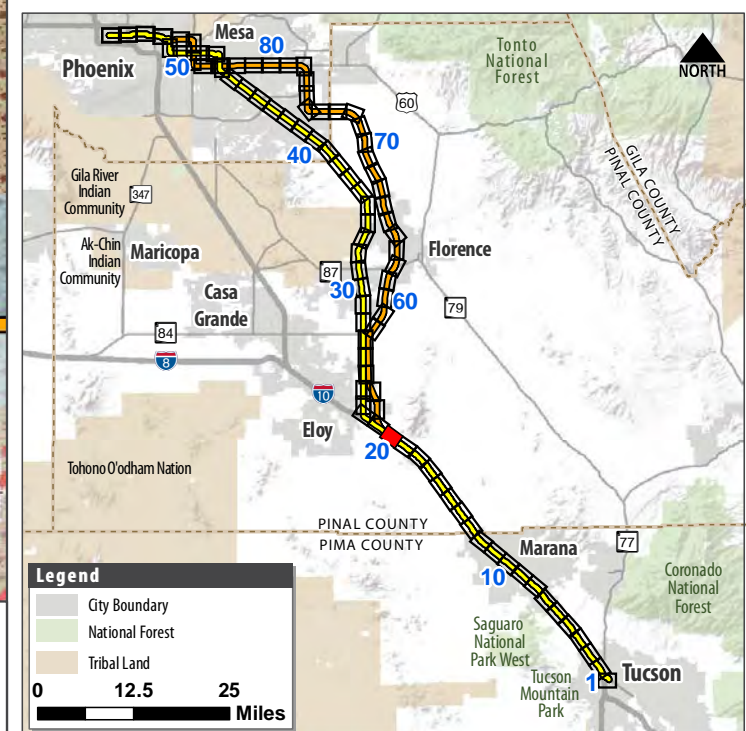 Mesa
80
Phoenix
50
Tonto
National
Forest
NORTH
60
70
40
GILA COUNTY
PINAL COUNTY
Gila River
Indian
Community
347
Ak-Chin
Indian
Community
Maricopa
Florence
87
30
Casa
Grande
60
79
84
8
10
Eloy
20
Tohono O'odham Nation
PINAL COUNTY
PIMA COUNTY
Marana
77
10
Coronado
National
Forest
Saguaro
National
Park West
Tucson
Mountain
Park
1
Tucson
Legend
City Boundary
National Forest
Tribal Land
0 12.5 25
Miles